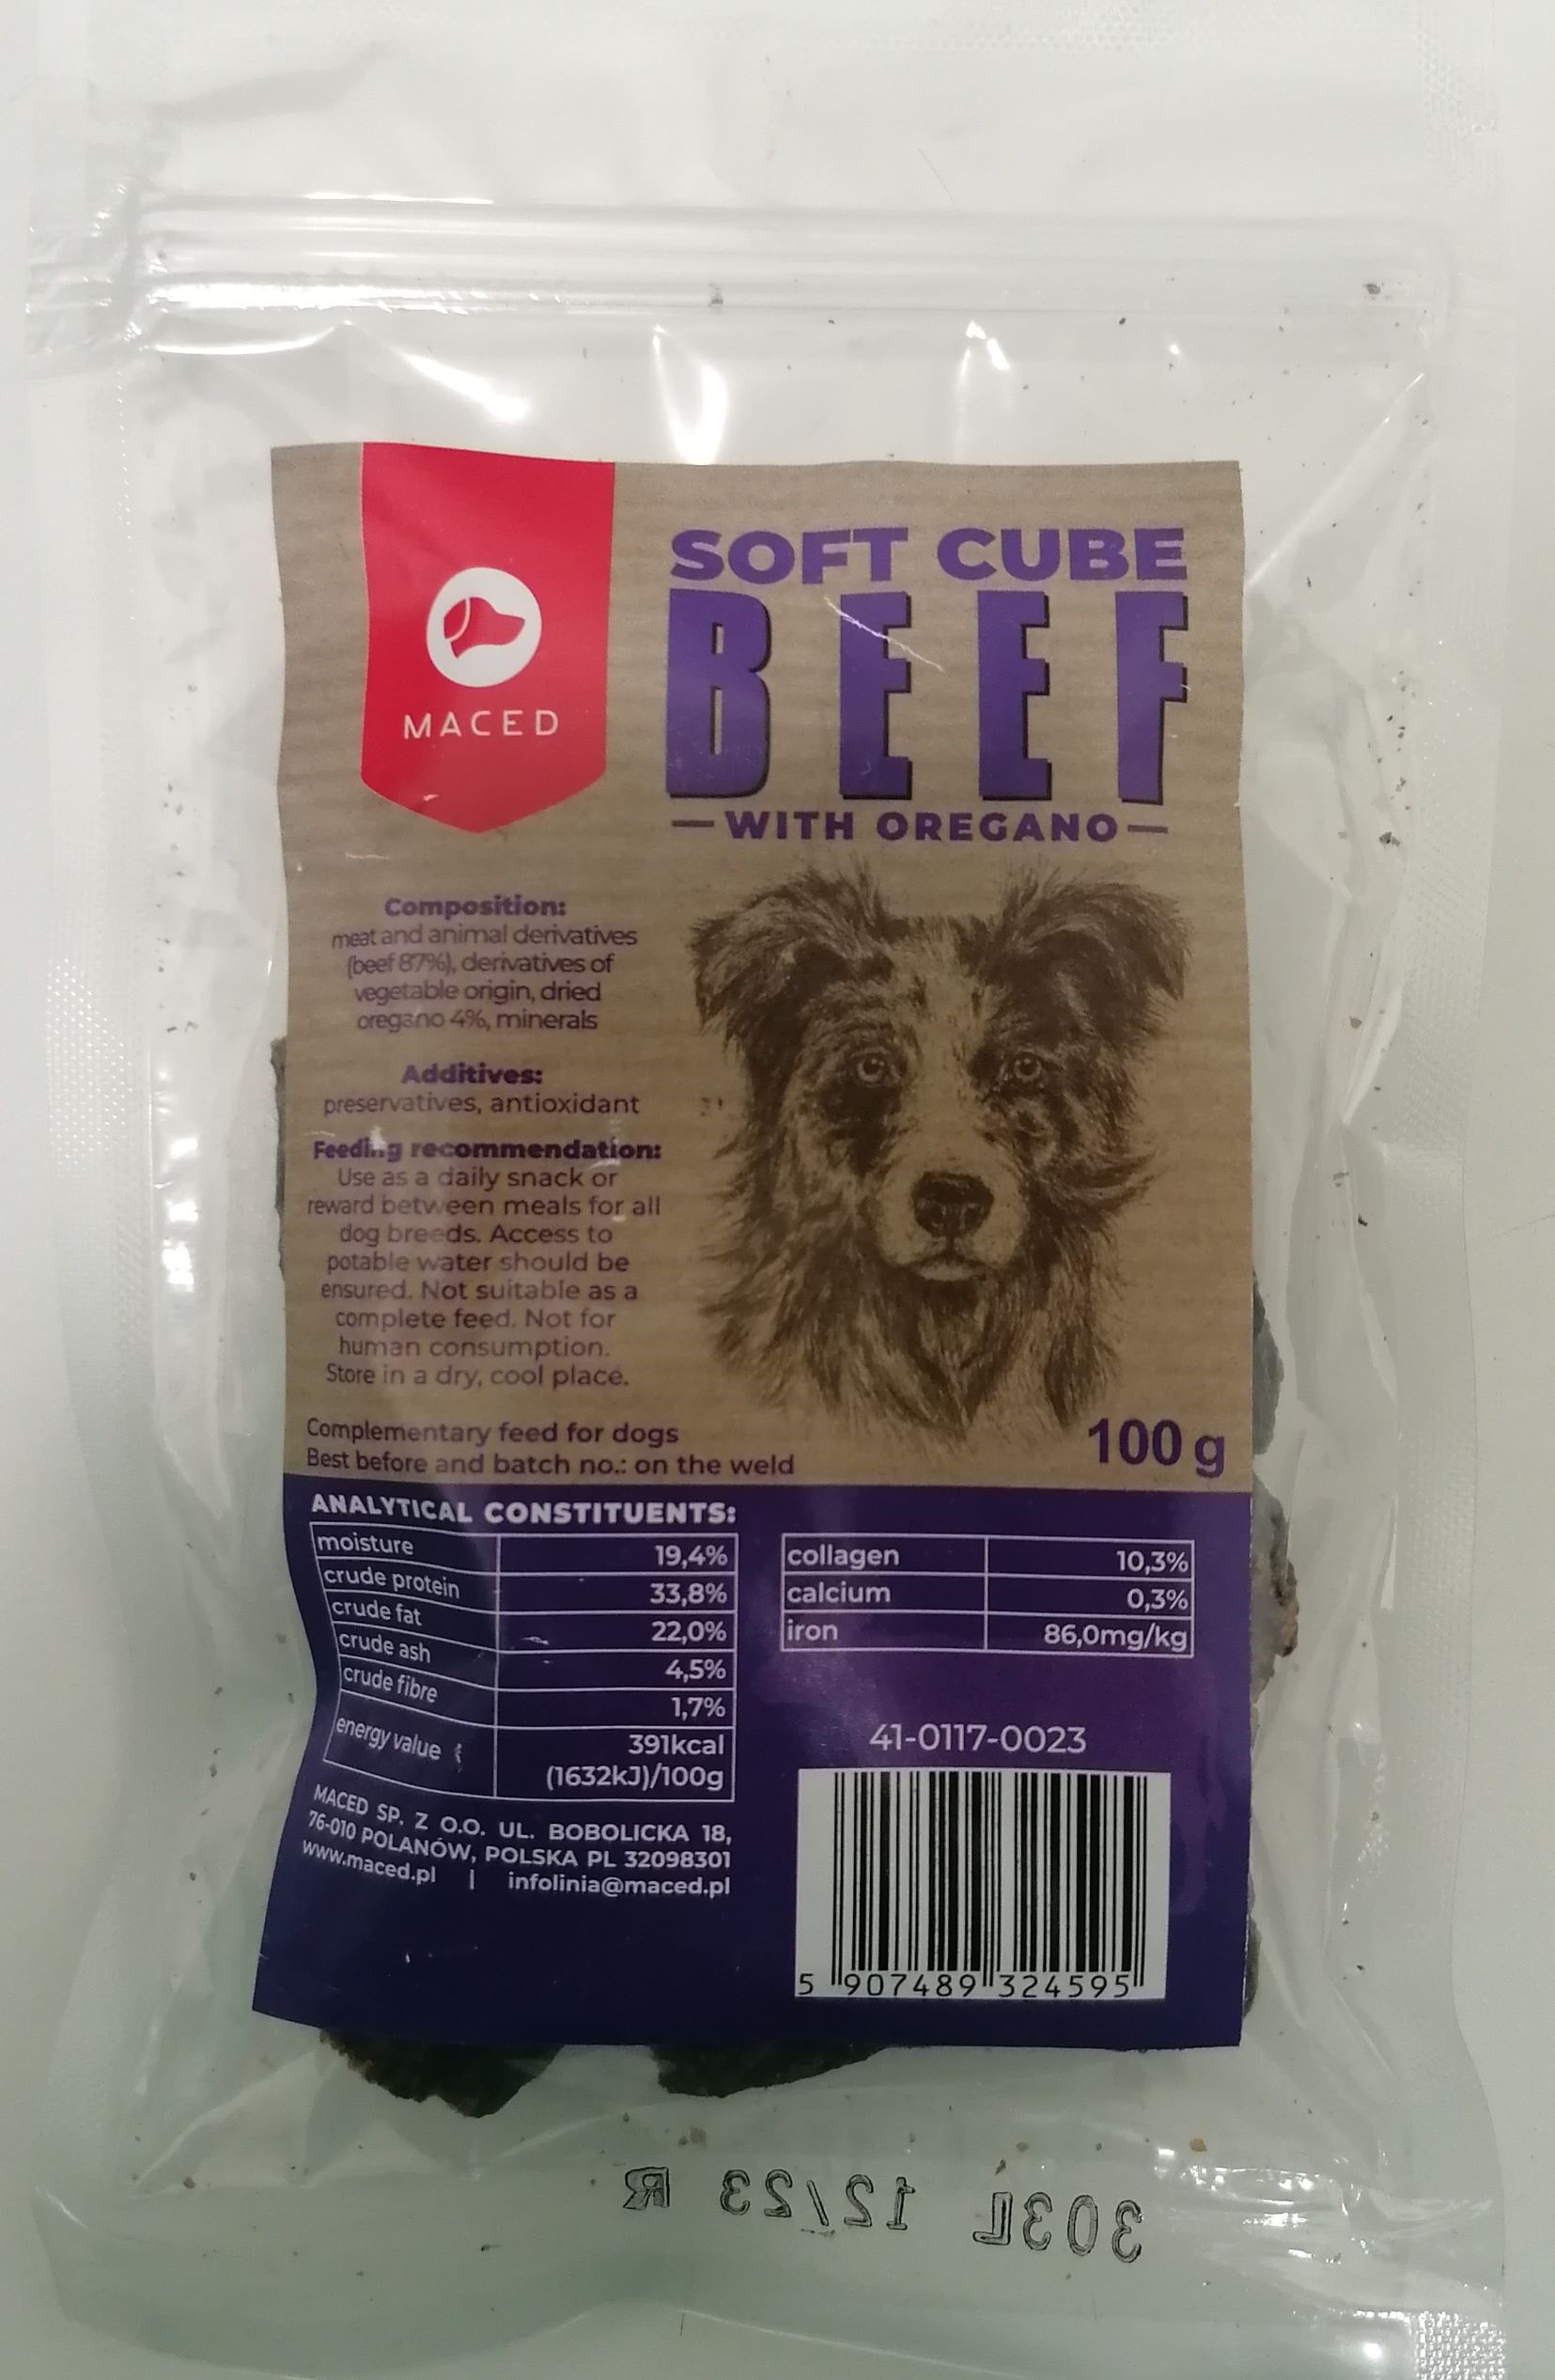 MACED
SOFT CUBE
BEEF
WITH OREGANO
Composition:
meat and animal derivatives
(beef 87%), derivatives of
vegetable origin, dried
oregano 4%, minerals
Additives:
preservatives, antioxidant
Feeding recommendation:
Use as a daily snack or
reward between meals for all
dog breeds. Access to
potable water should be
ensured. Not suitable as a
complete feed. Not for
human consumption.
Store in a dry, cool place.
Complementary feed for dogs
Best before and batch no.: on the weld
100 g
ANALYTICAL CONSTITUENTS:
moisture 19,4%
crude protein 33,8%
crude fat 22,0%
crude ash 4,5%
crude fibre 1,7%
energy value 391kcal
(1632kJ)/100g
collagen 10,3%
calcium 0,3%
iron 86,0mg/kg
MACED SP. Z O.O. UL. BOBOLICKA 18,
76-010 POLANÓW, POLSKA PL 32098301
www.maced.pl | infolinia@maced.pl
41-0117-0023
5 907489 324595
303L 12/23 R